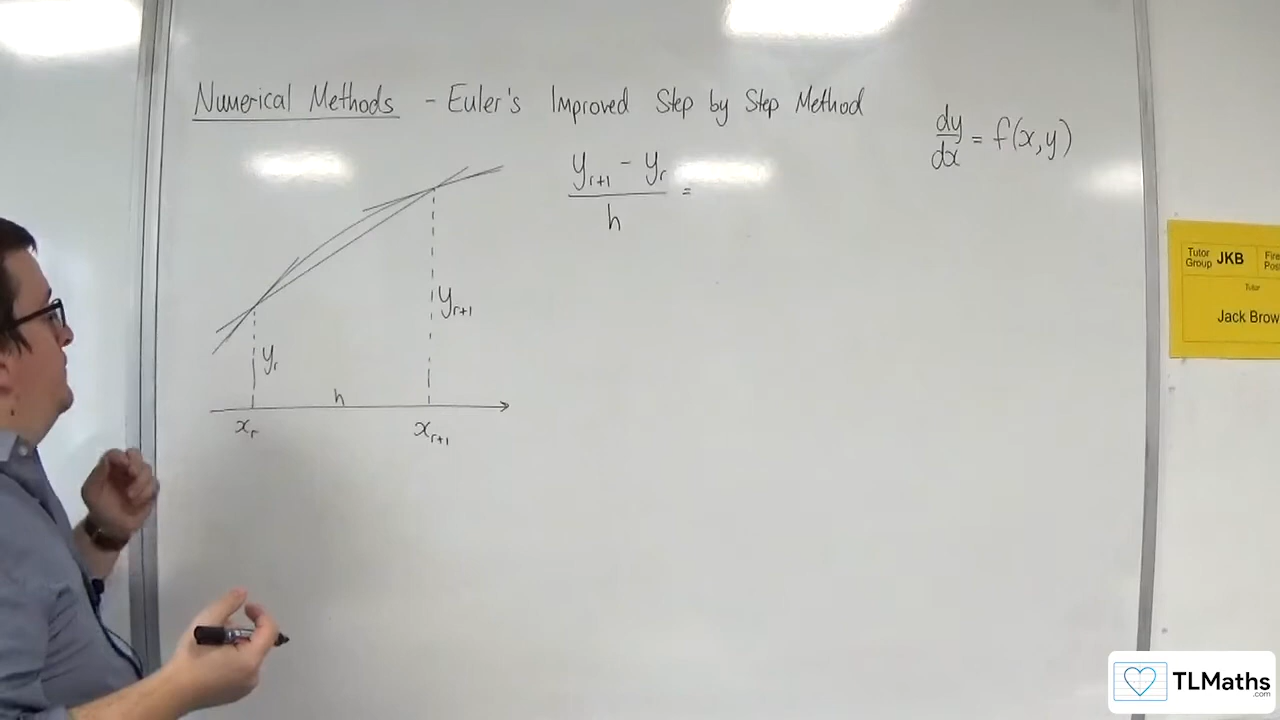 Numerical Methods - Euler's Improved Step by Step Method
dy/dx = f(x,y)
(y_{r+1} - y_r)/h =
y_{r+1}
y_r
h
x_r
x_{r+1}
Tutor Group JKB
Tutor
Jack Brow
TLMaths
.com